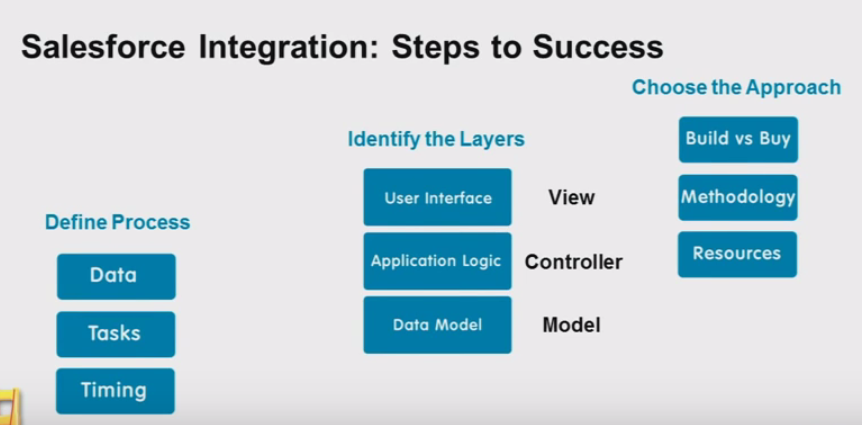 Salesforce Integration: Steps to Success
Define Process
Data
Tasks
Timing
Identify the Layers
User Interface
View
Application Logic
Controller
Data Model
Model
Choose the Approach
Build vs Buy
Methodology
Resources